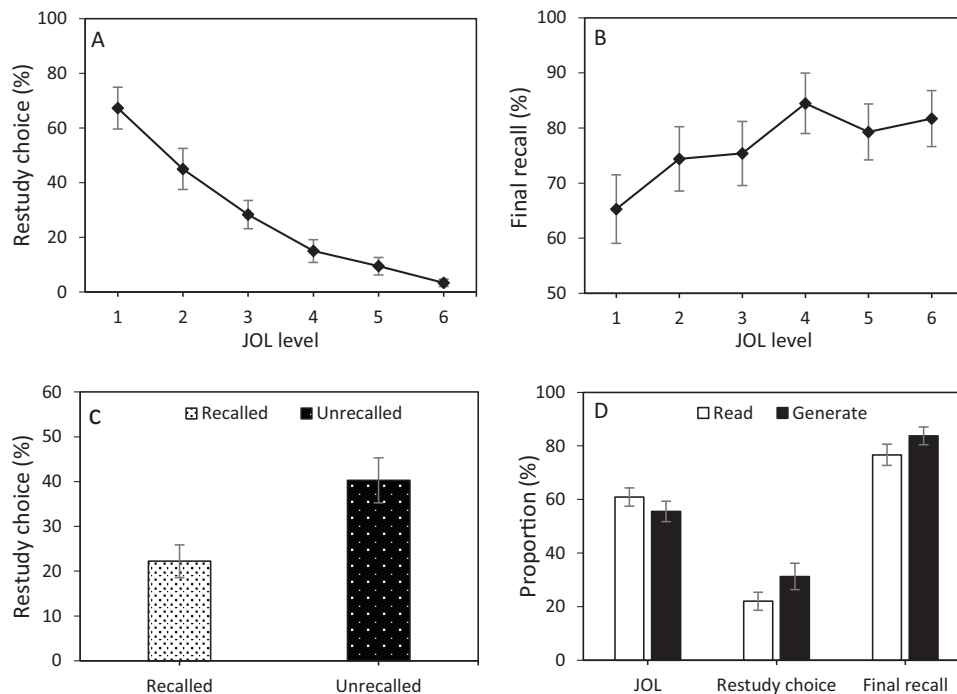 A
Restudy choice (%)
100
80
60
40
20
0
1 2 3 4 5 6
JOL level
B
Final recall (%)
100
90
80
70
60
50
1 2 3 4 5 6
JOL level
C
Recalled Unrecalled
Restudy choice (%)
60
50
40
30
20
10
0
Recalled Unrecalled
D
Read Generate
Proportion (%)
100
80
60
40
20
0
JOL Restudy choice Final recall